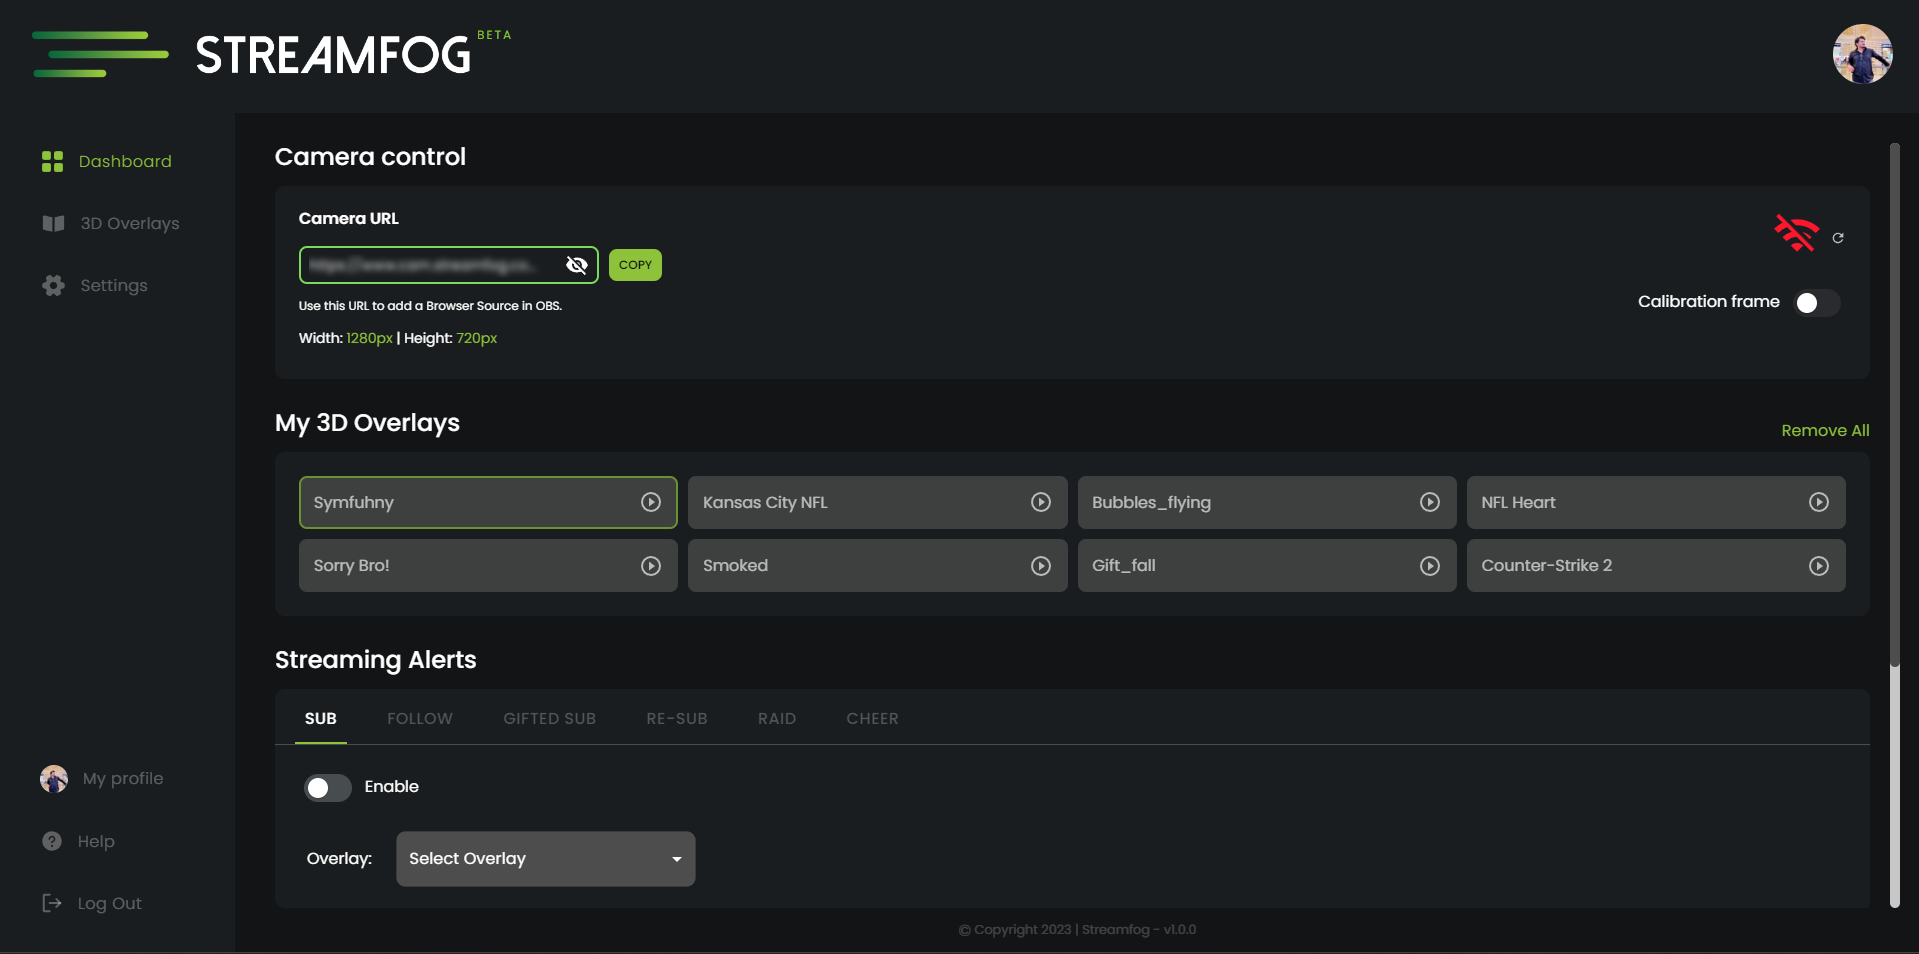 STREAMFOG BETA
Dashboard
3D Overlays
Settings
My profile
Help
Log Out
Camera control
Camera URL
COPY
Use this URL to add a Browser Source in OBS.
Width: 1280px | Height: 720px
Calibration frame
My 3D Overlays
Remove All
Symfuhny
Kansas City NFL
Bubbles_flying
NFL Heart
Sorry Bro!
Smoked
Gift_fall
Counter-Strike 2
Streaming Alerts
SUB FOLLOW GIFTED SUB RE-SUB RAID CHEER
Enable
Overlay: Select Overlay
© Copyright 2023 | Streamfog - v1.0.0